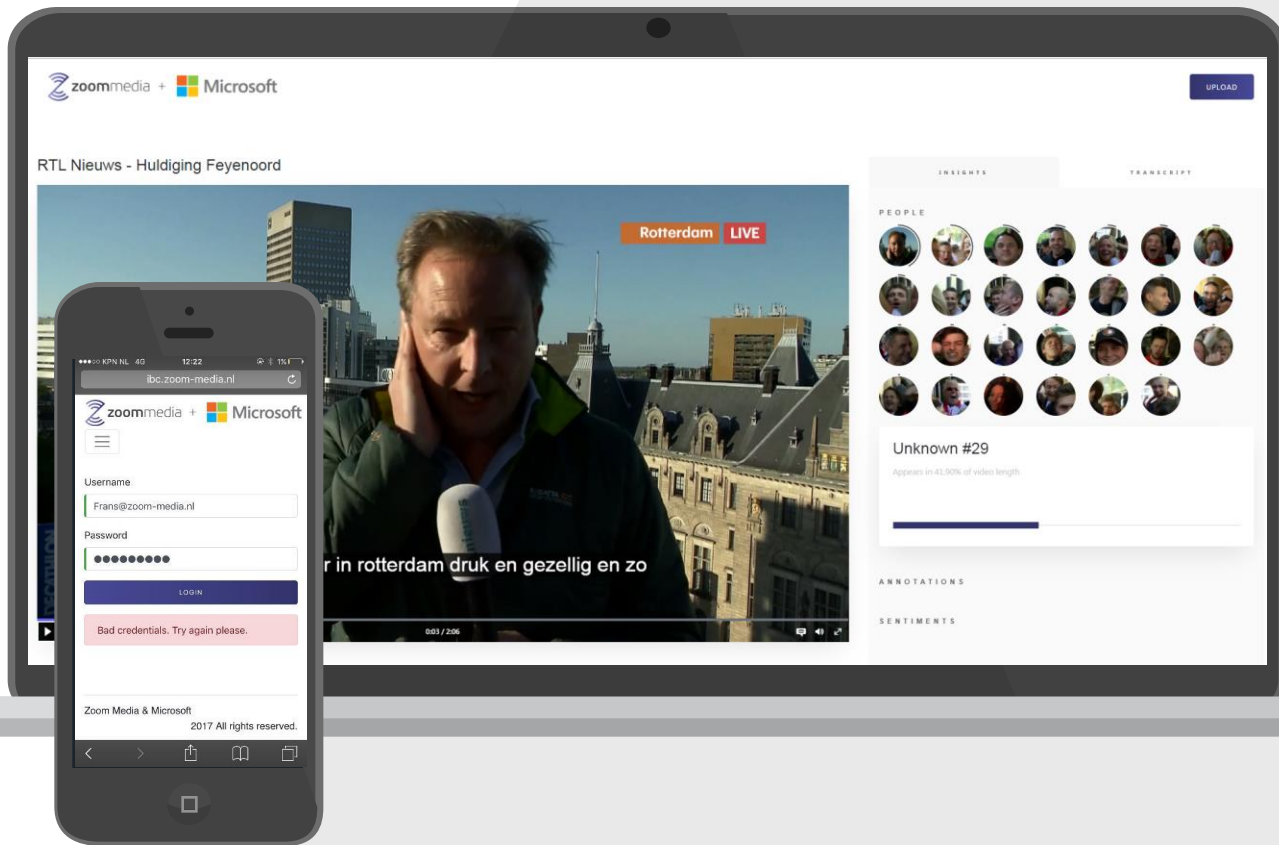 zoommedia + Microsoft
UPLOAD
RTL Nieuws - Huldiging Feyenoord
Rotterdam LIVE
r in rotterdam druk en gezellig en zo
0:03 / 2:06
INSIGHTS
TRANSCRIPT
PEOPLE
Unknown #29
Appears in 41.90% of video length
ANNOTATIONS
SENTIMENTS
KPN NL 4G 12:22 1%
ibc.zoom-media.nl
zoommedia + Microsoft
Username
Frans@zoom-media.nl
Password
LOGIN
Bad credentials. Try again please.
Zoom Media & Microsoft
2017 All rights reserved.
DECATHLON